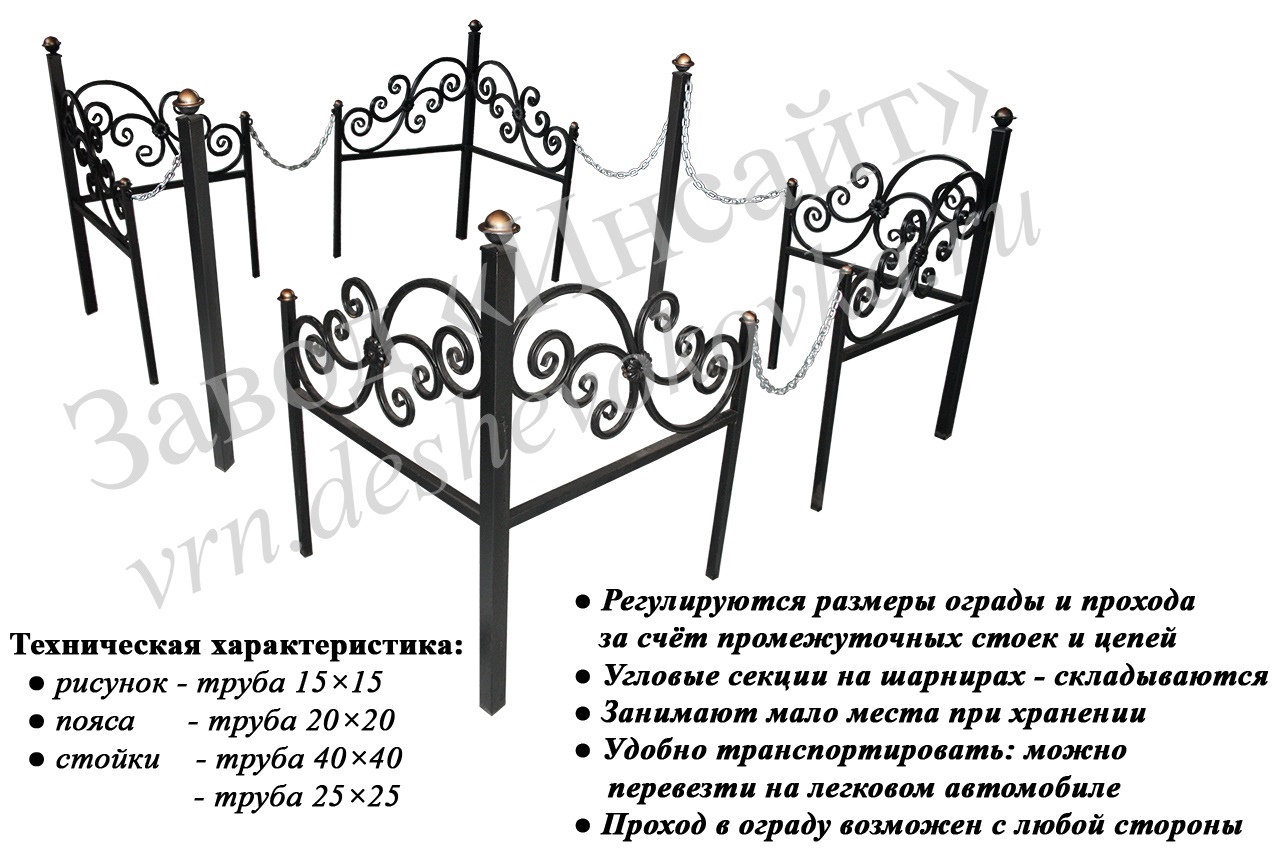 Завод «Инсайт»
vrn.deshevokovka.ru
Техническая характеристика:
● рисунок - труба 15×15
● пояса - труба 20×20
● стойки - труба 40×40
- труба 25×25
● Регулируются размеры ограды и прохода
за счёт промежуточных стоек и цепей
● Угловые секции на шарнирах - складываются
● Занимают мало места при хранении
● Удобно транспортировать: можно
перевезти на легковом автомобиле
● Проход в ограду возможен с любой стороны